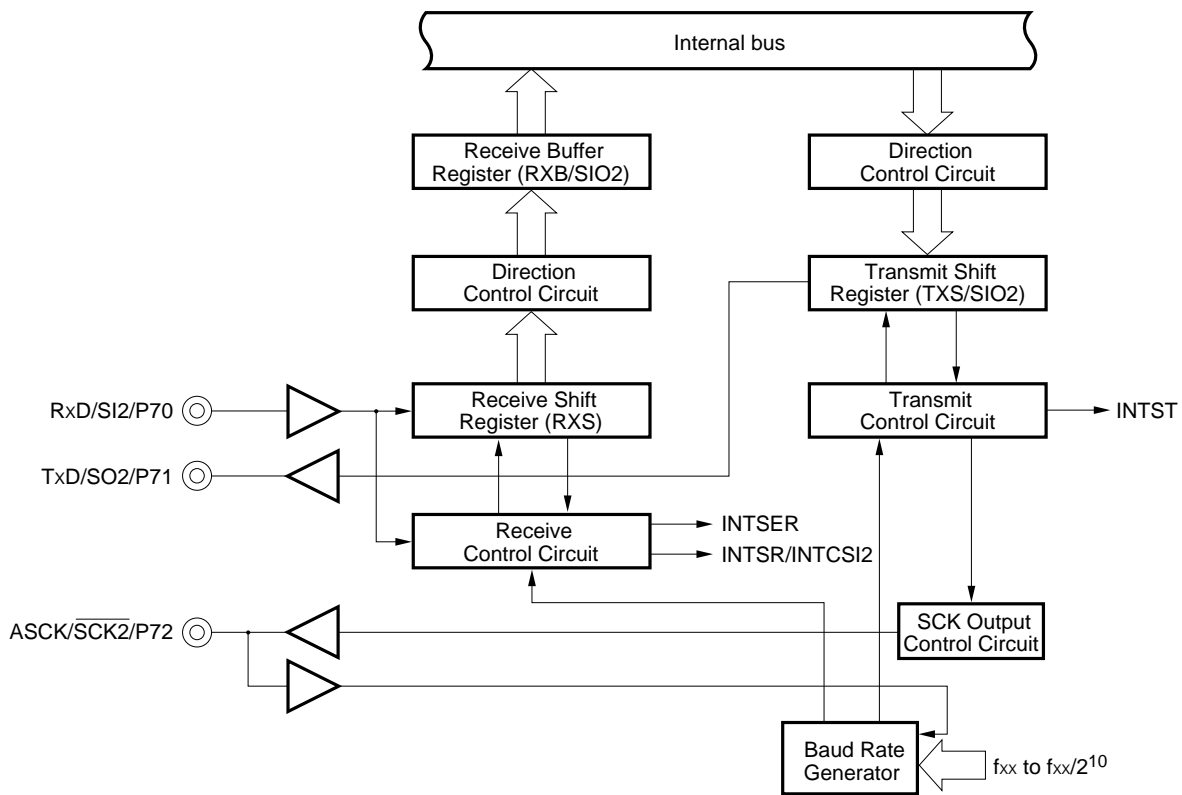 Internal bus
Receive Buffer
Register (RXB/SIO2)
Direction
Control Circuit
Direction
Control Circuit
Transmit Shift
Register (TXS/SIO2)
RxD/SI2/P70
Receive Shift
Register (RXS)
Transmit
Control Circuit
INTST
TxD/SO2/P71
Receive
Control Circuit
INTSER
INTSR/INTCSI2
ASCK/S̅C̅K̅2̅/P72
SCK Output
Control Circuit
Baud Rate
Generator
fxx to fxx/2¹⁰